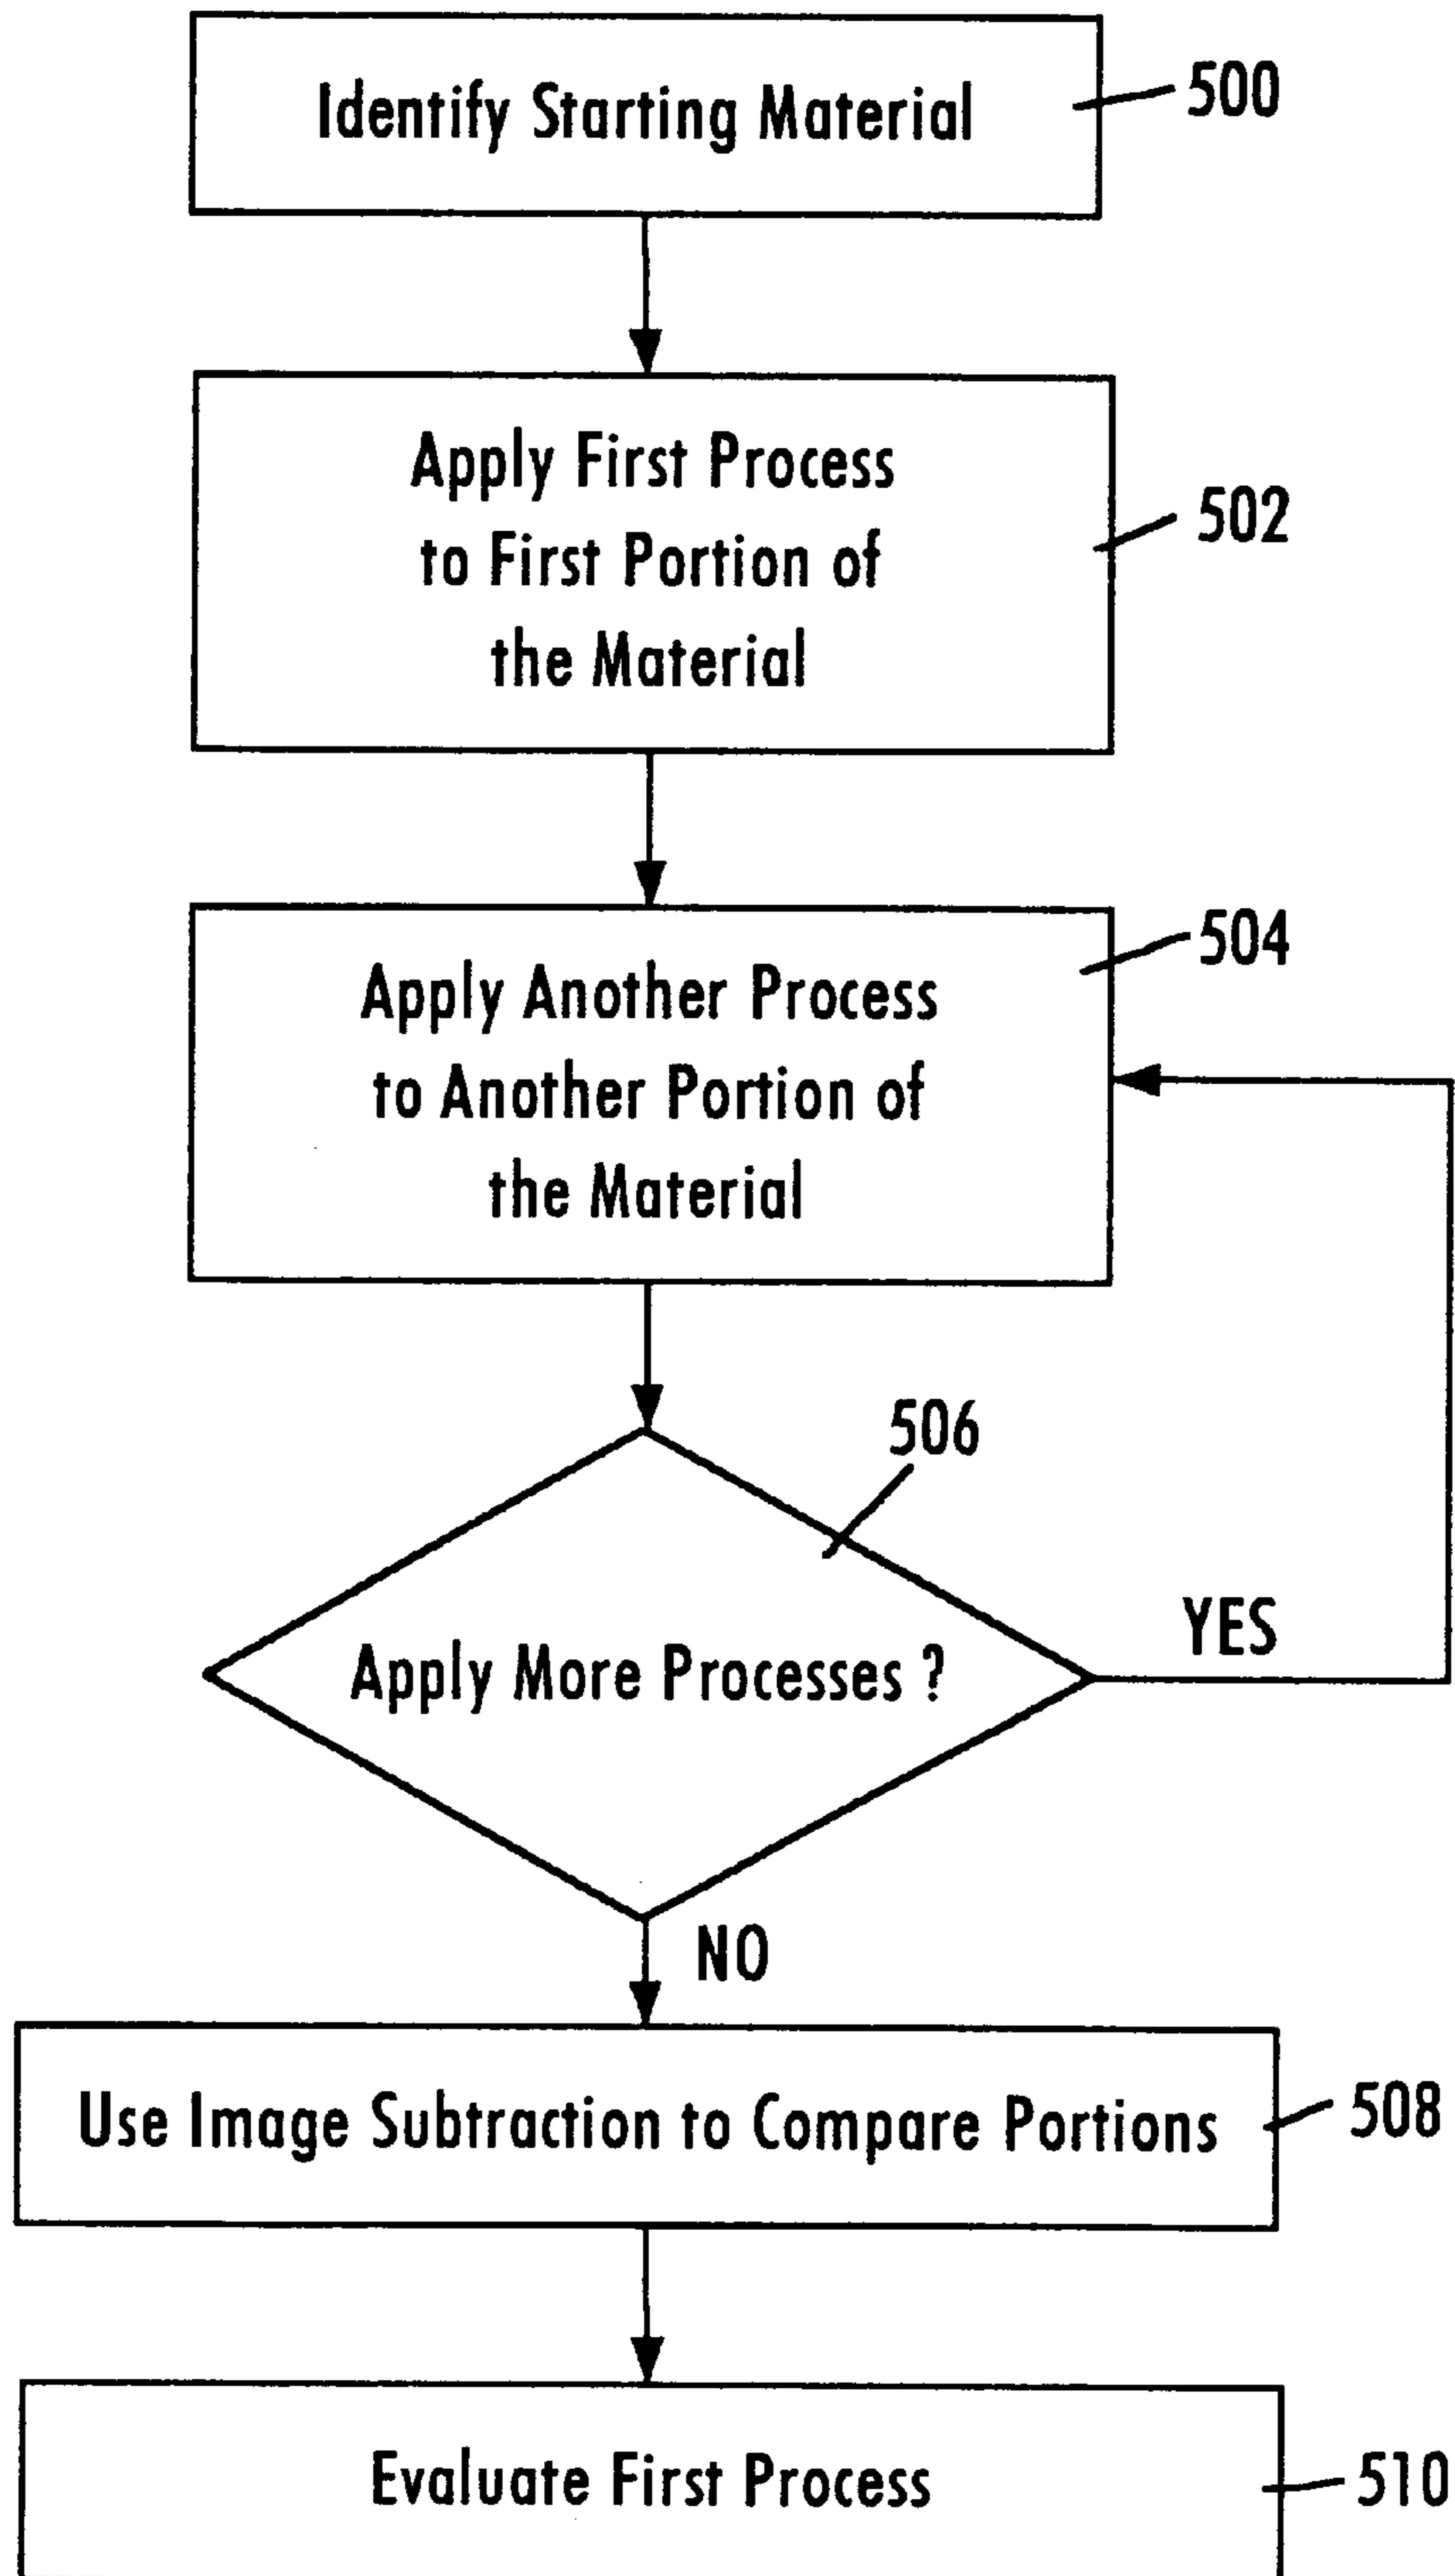 Identify Starting Material
500
Apply First Process
to First Portion of
the Material
502
504
Apply Another Process
to Another Portion of
the Material
506
Apply More Processes ?
YES
NO
Use Image Subtraction to Compare Portions
508
Evaluate First Process
510